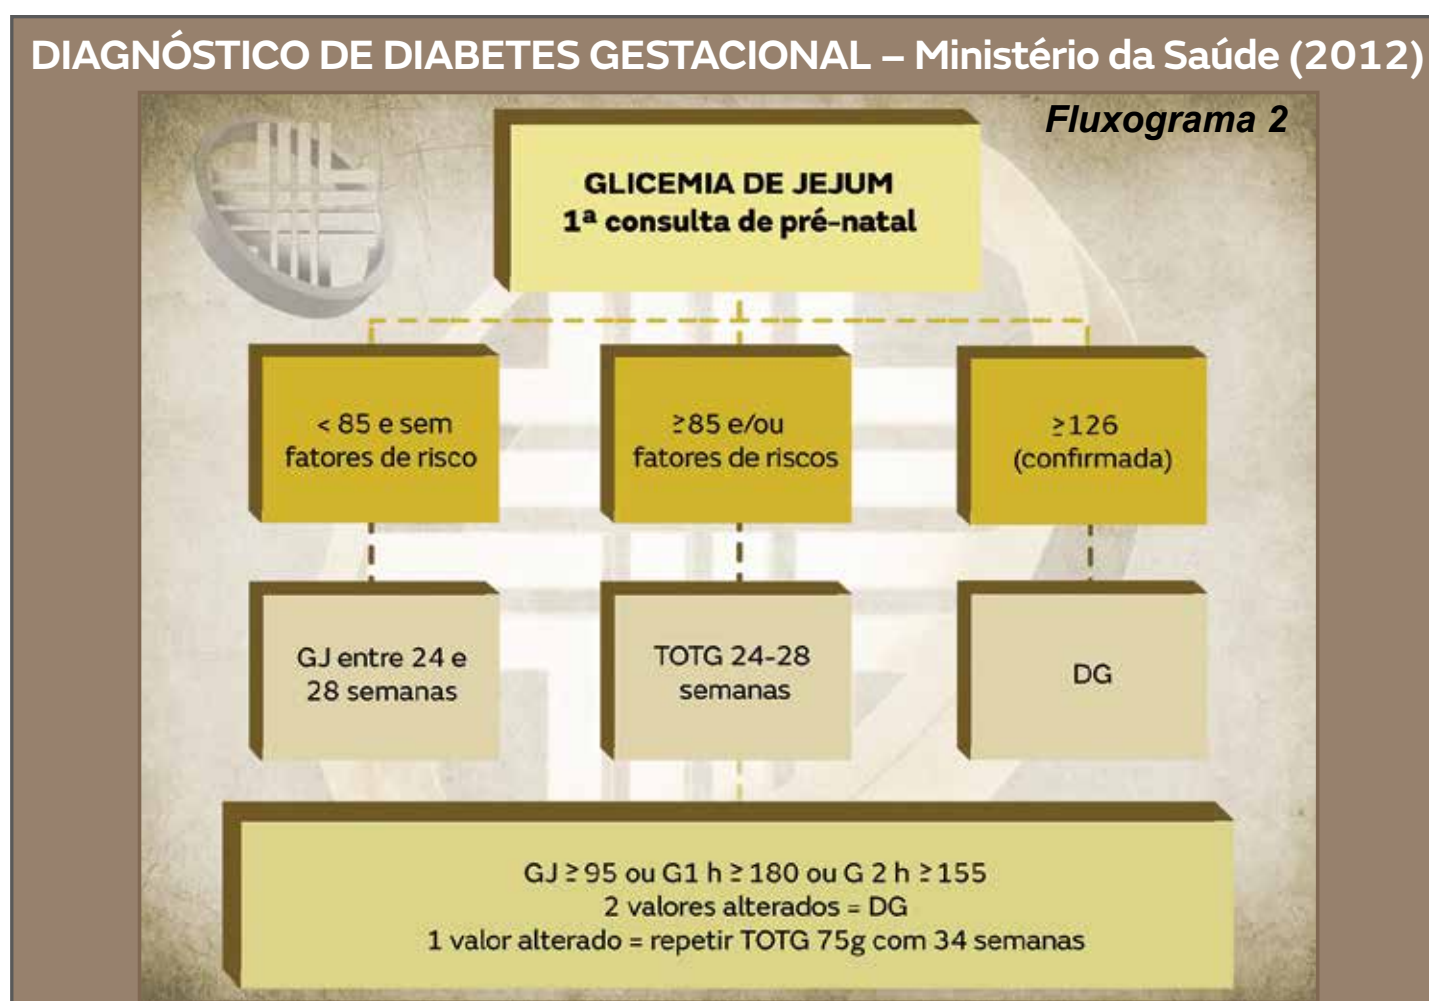 DIAGNÓSTICO DE DIABETES GESTACIONAL – Ministério da Saúde (2012)
Fluxograma 2
GLICEMIA DE JEJUM
1ª consulta de pré-natal
< 85 e sem
fatores de risco
≥85 e/ou
fatores de riscos
≥126
(confirmada)
GJ entre 24 e
28 semanas
TOTG 24-28
semanas
DG
GJ ≥ 95 ou G1 h ≥ 180 ou G 2 h ≥ 155
2 valores alterados = DG
1 valor alterado = repetir TOTG 75g com 34 semanas